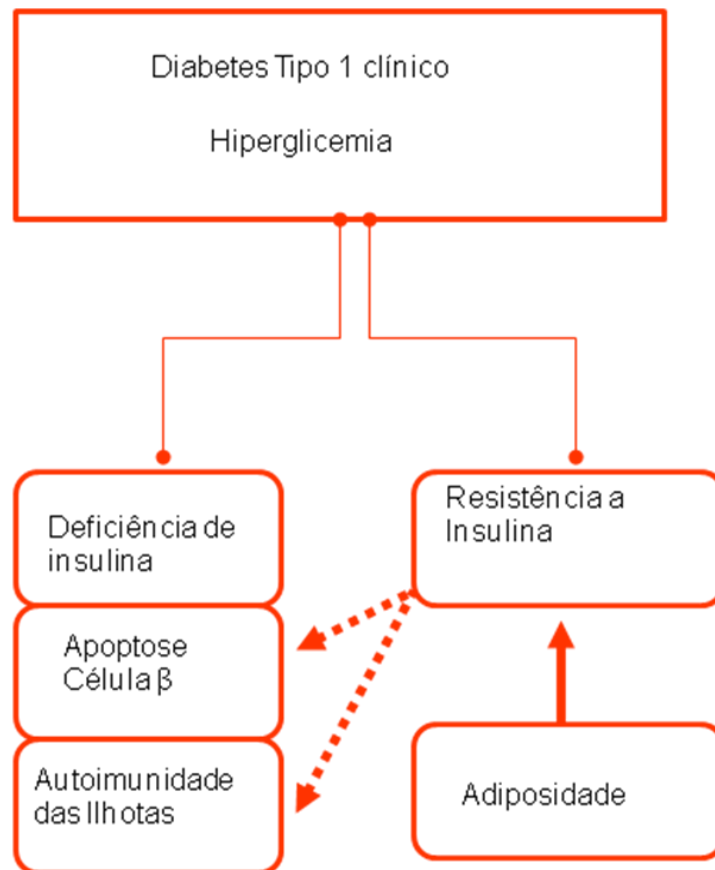 Diabetes Tipo 1 clínico
Hiperglicemia
Deficiência de
insulina
Resistência a
Insulina
Apoptose
Célula β
Autoimunidade
das Ilhotas
Adiposidade